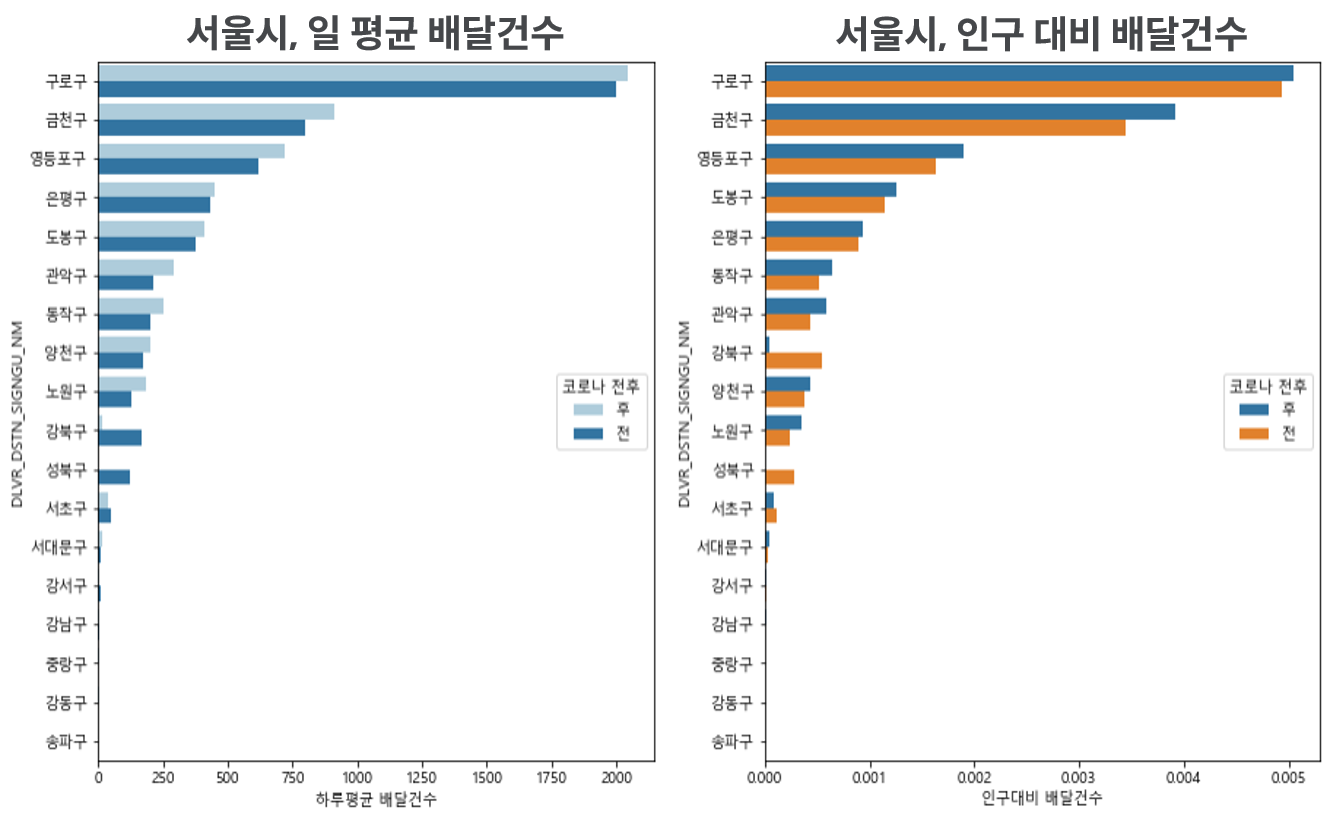 서울시, 일 평균 배달건수
구로구
금천구
영등포구
은평구
도봉구
관악구
동작구
양천구
노원구
강북구
성북구
서초구
서대문구
강서구
강남구
중랑구
강동구
송파구
DLVR_DSTN_SIGNGU_NM
코로나 전후
후
전
0 250 500 750 1000 1250 1500 1750 2000
하루평균 배달건수
서울시, 인구 대비 배달건수
구로구
금천구
영등포구
도봉구
은평구
동작구
관악구
강북구
양천구
노원구
성북구
서초구
서대문구
강서구
강남구
중랑구
강동구
송파구
DLVR_DSTN_SIGNGU_NM
코로나 전후
후
전
0.000 0.001 0.002 0.003 0.004 0.005
인구대비 배달건수